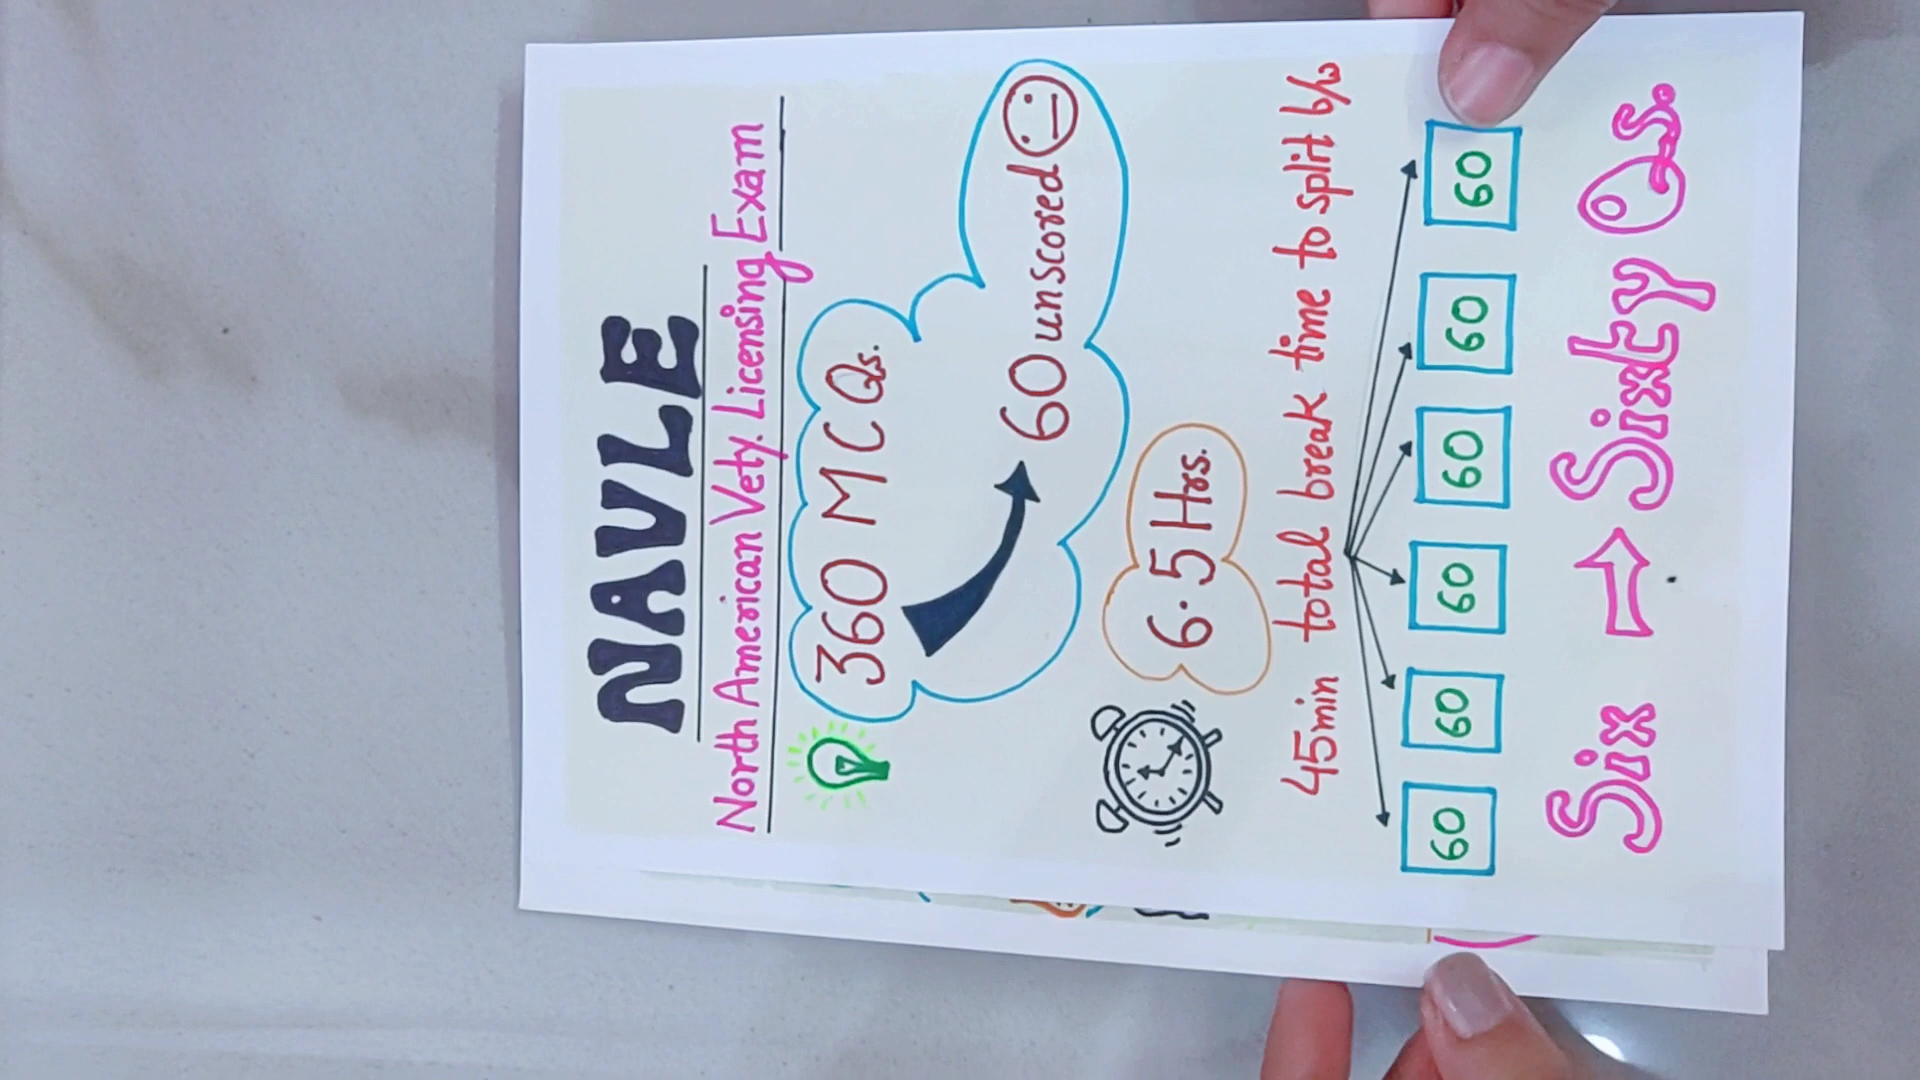 NAVLE
North American Vety. Licensing Exam
360 MCQs.
60 unscored
6.5 Hrs.
45min total break time to split b/w
60 60 60 60 60 60
Six → Sixty Qs.